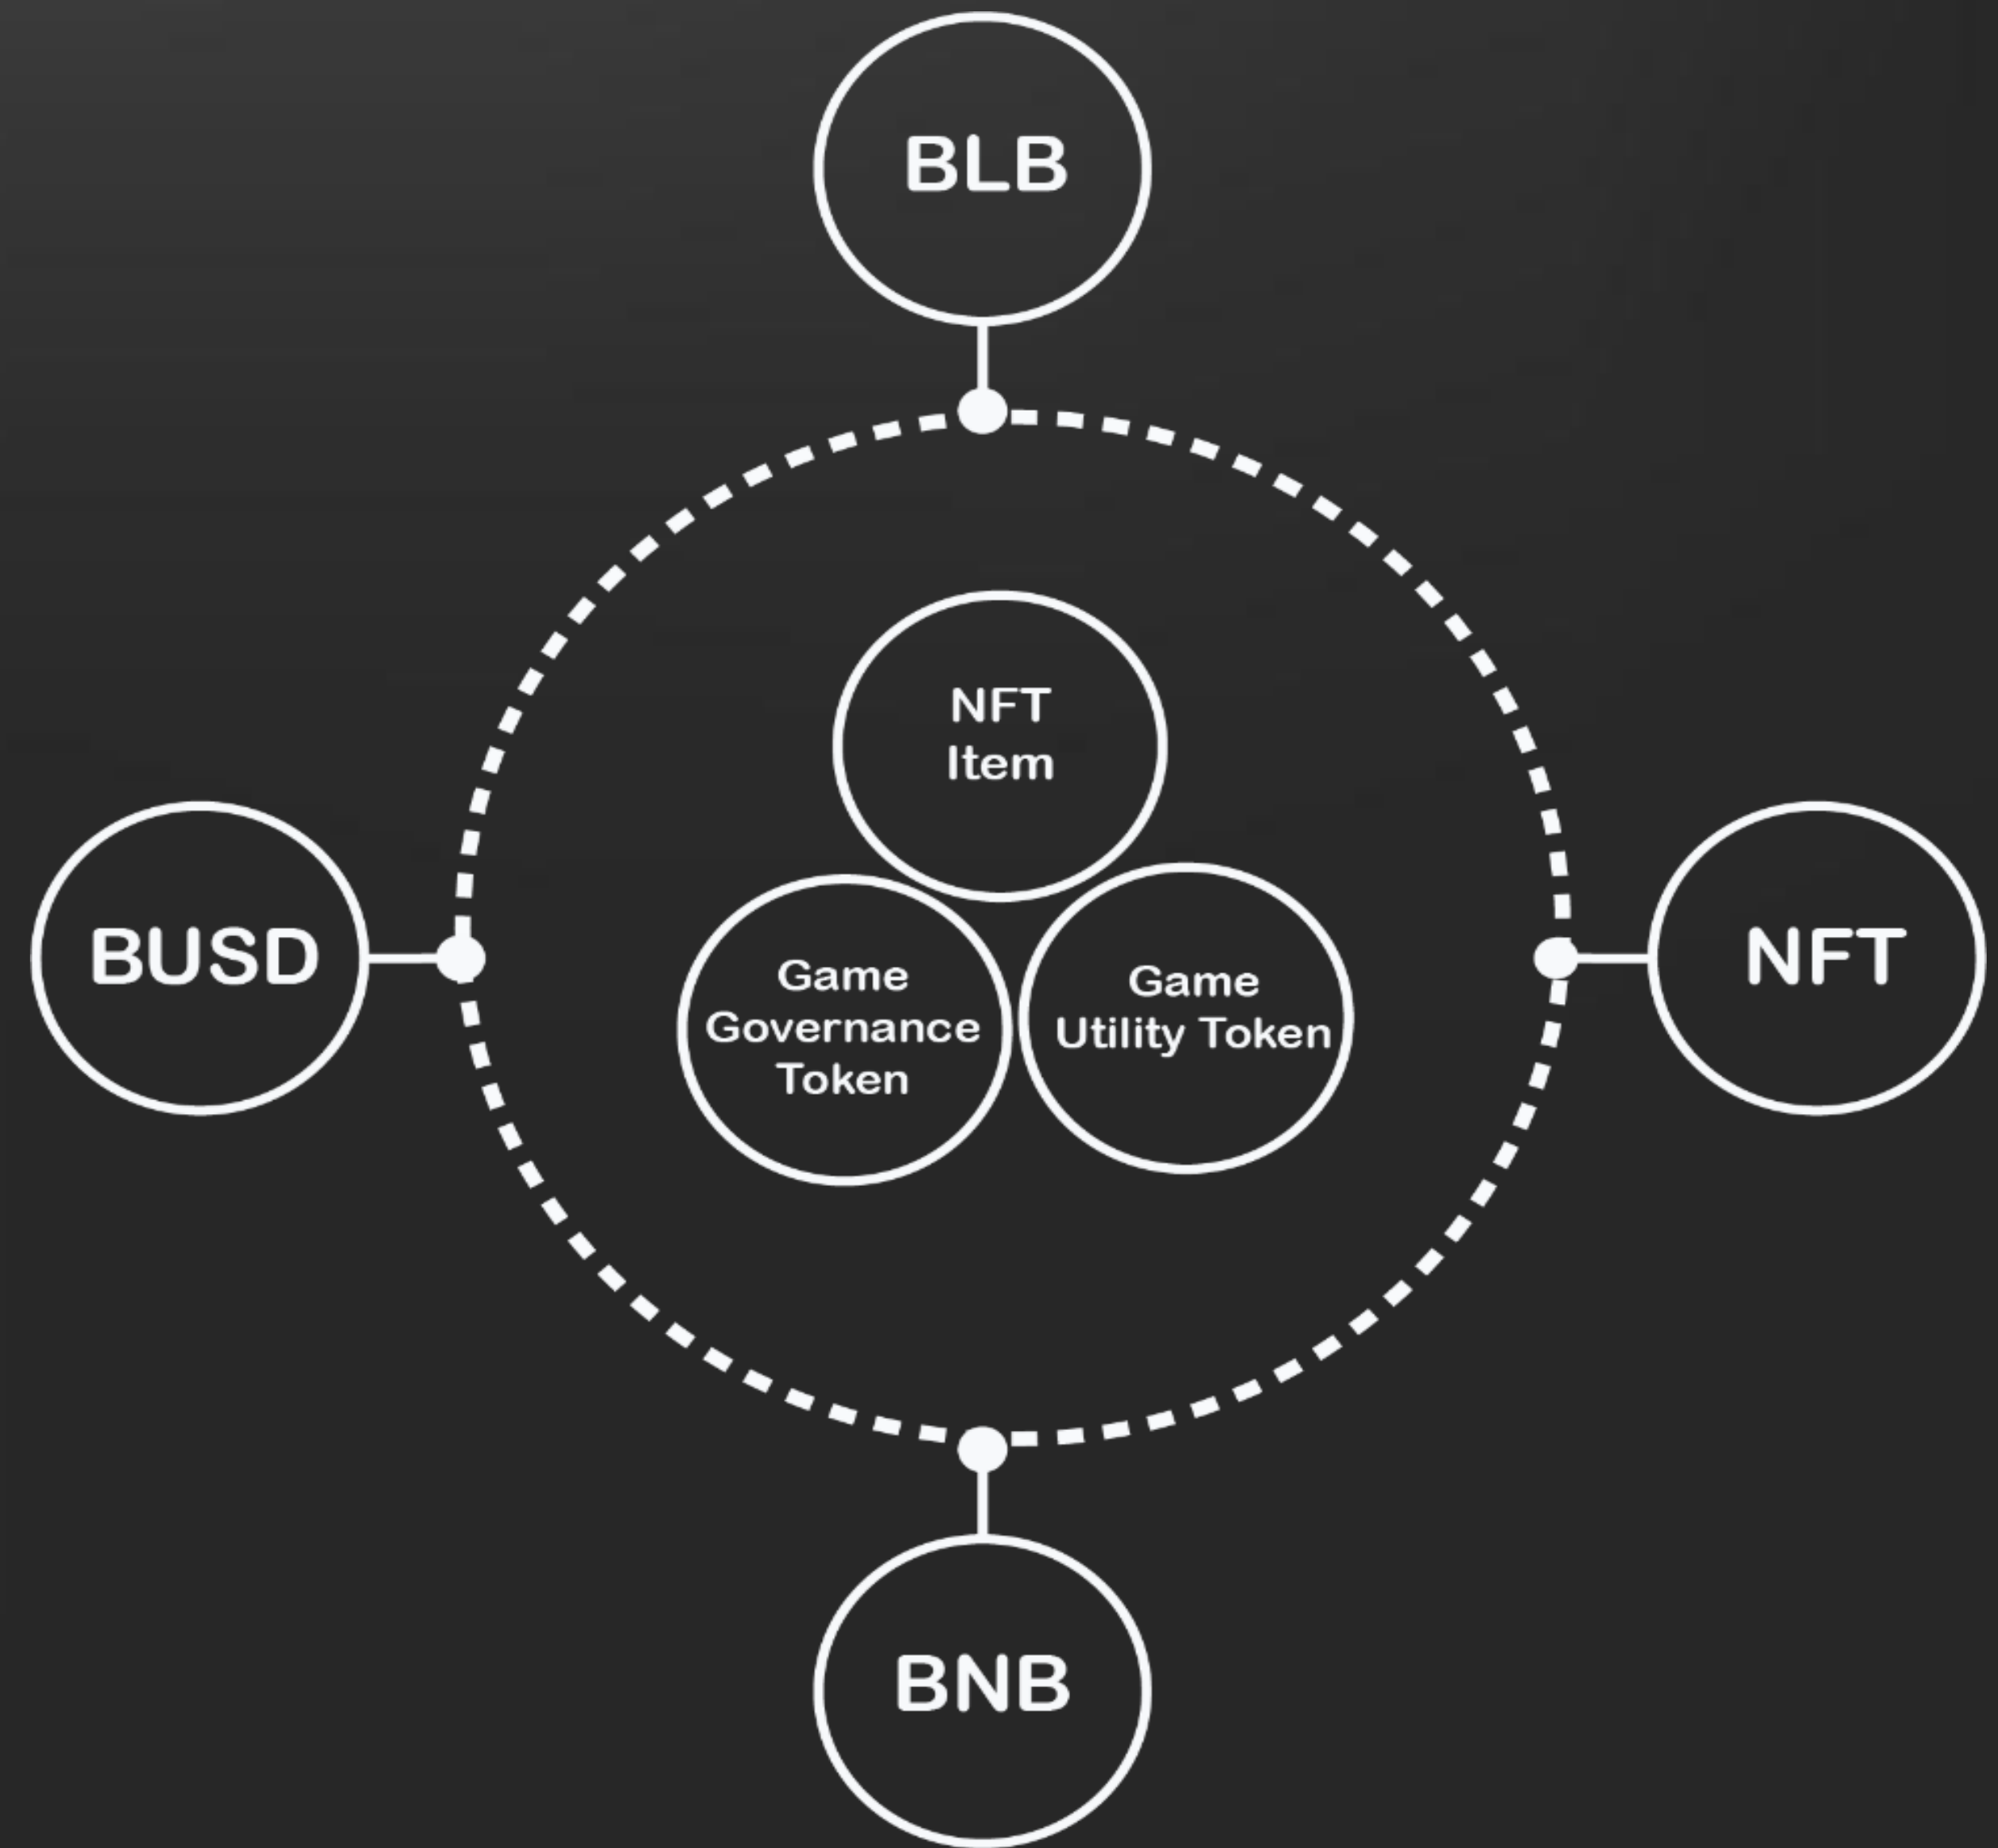 BLB
NFT
Item
BUSD
Game
Governance
Token
Game
Utility Token
NFT
BNB